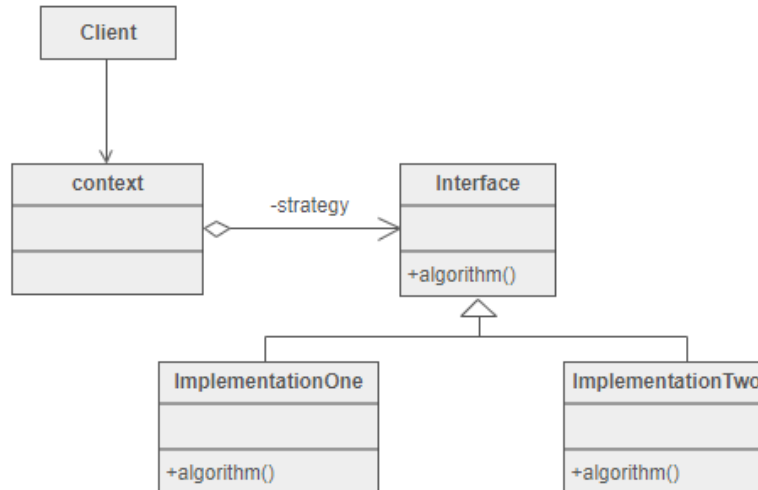 Client
context
-strategy
Interface
+algorithm()
ImplementationOne
+algorithm()
ImplementationTwo
+algorithm()